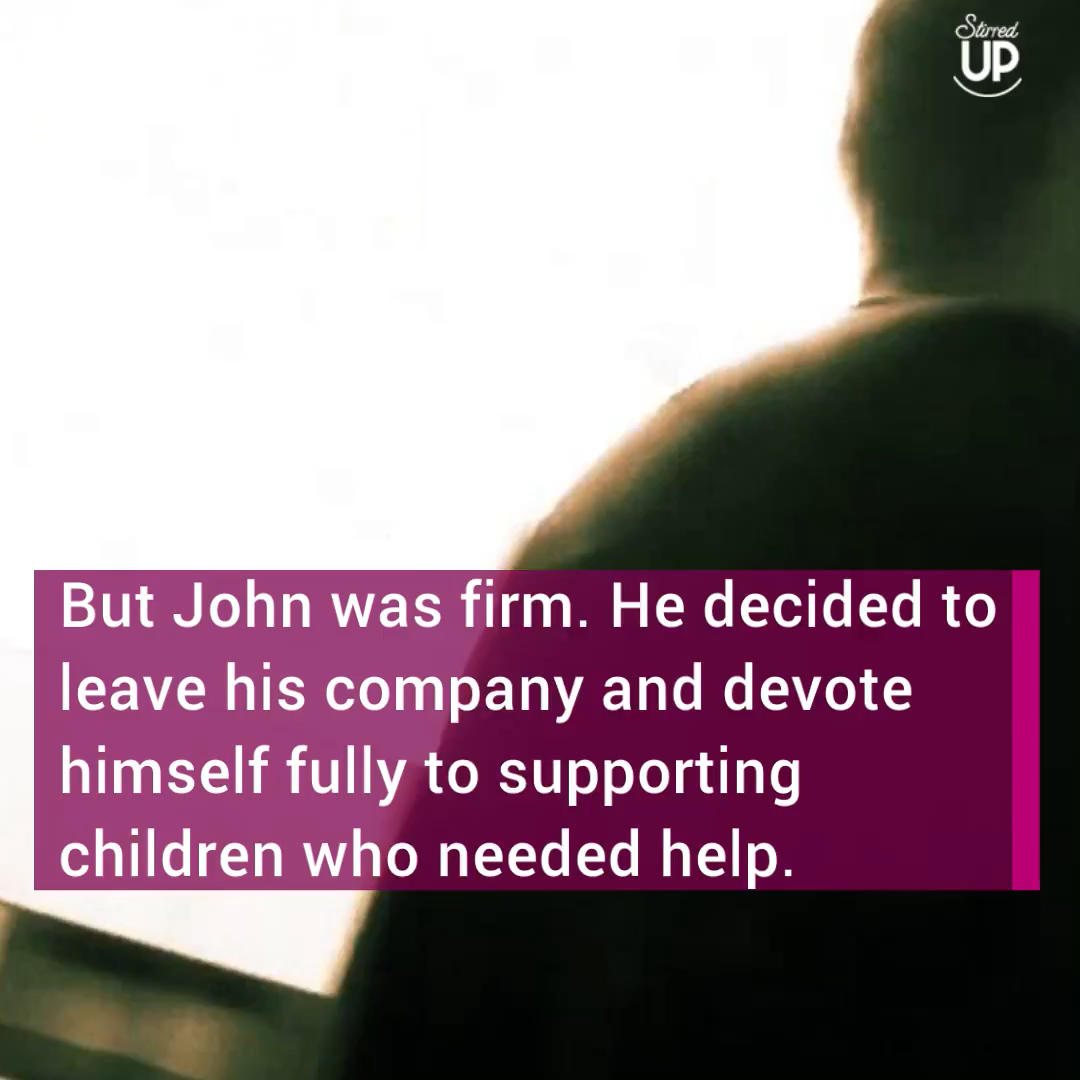 Stirred
UP
But John was firm. He decided to
leave his company and devote
himself fully to supporting
children who needed help.